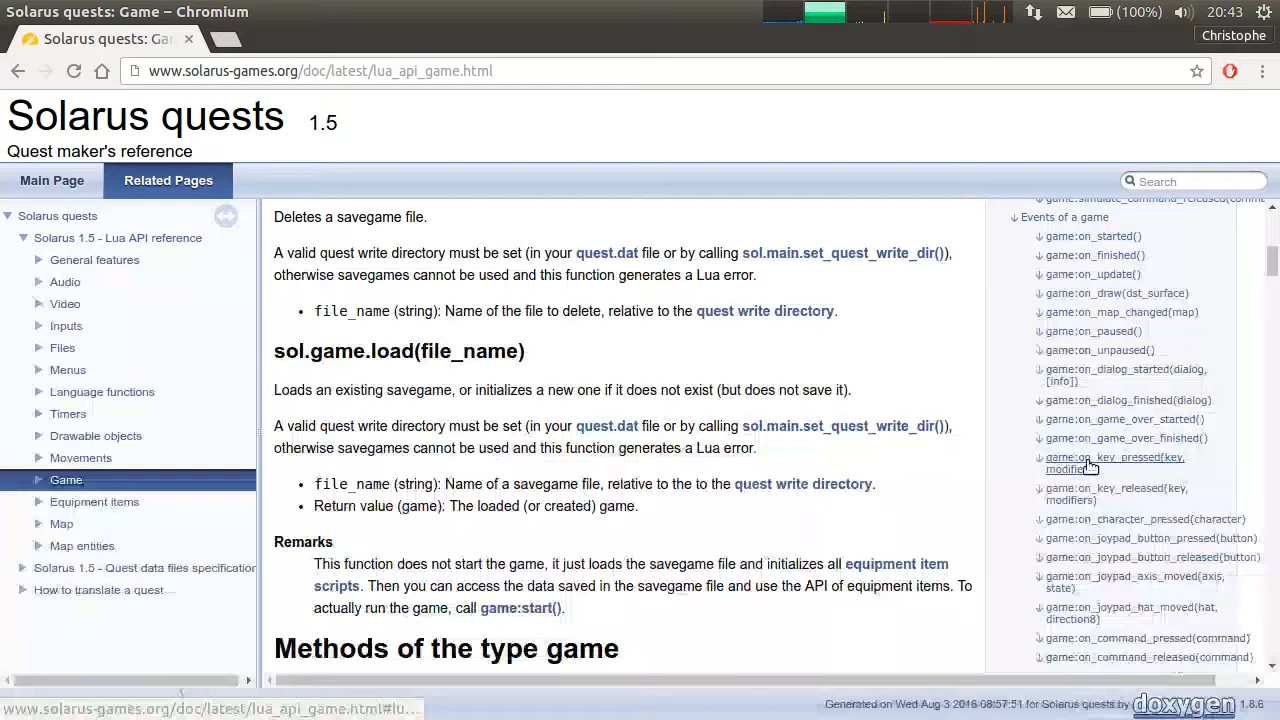 Solarus quests: Game – Chromium
(100%)
20:43
Solarus quests: Gar
Christophe
www.solarus-games.org/doc/latest/lua_api_game.html
Solarus quests 1.5
Quest maker's reference
Main Page
Related Pages
Search
Solarus quests
Solarus 1.5 - Lua API reference
General features
Audio
Video
Inputs
Files
Menus
Language functions
Timers
Drawable objects
Movements
Game
Equipment items
Map
Map entities
Solarus 1.5 - Quest data files specification
How to translate a quest
Deletes a savegame file.
A valid quest write directory must be set (in your quest.dat file or by calling sol.main.set_quest_write_dir()),
otherwise savegames cannot be used and this function generates a Lua error.
• file_name (string): Name of the file to delete, relative to the quest write directory.
sol.game.load(file_name)
Loads an existing savegame, or initializes a new one if it does not exist (but does not save it).
A valid quest write directory must be set (in your quest.dat file or by calling sol.main.set_quest_write_dir()),
otherwise savegames cannot be used and this function generates a Lua error.
• file_name (string): Name of a savegame file, relative to the to the quest write directory.
• Return value (game): The loaded (or created) game.
Remarks
This function does not start the game, it just loads the savegame file and initializes all equipment item
scripts. Then you can access the data saved in the savegame file and use the API of equipment items. To
actually run the game, call game:start().
Methods of the type game
game:simulate_command_released(comm
Events of a game
game:on_started()
game:on_finished()
game:on_update()
game:on_draw(dst_surface)
game:on_map_changed(map)
game:on_paused()
game:on_unpaused()
game:on_dialog_started(dialog,
[info])
game:on_dialog_finished(dialog)
game:on_game_over_started()
game:on_game_over_finished()
game:on_key_pressed(key,
modifie
game:on_key_released(key,
modifiers)
game:on_character_pressed(character)
game:on_joypad_button_pressed(button)
game:on_joypad_button_released(button)
game:on_joypad_axis_moved(axis,
state)
game:on_joypad_hat_moved(hat,
direction8)
game:on_command_pressed(command)
game:on_command_released(command)
www.solarus-games.org/doc/latest/lua_api_game.html#lu...
Generated on Wed Aug 3 2016 08:57:51 for Solarus quests by doxygen 1.8.6